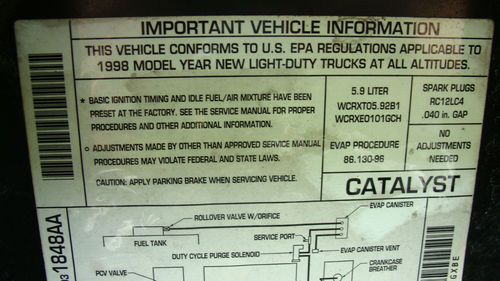 IMPORTANT VEHICLE INFORMATION
THIS VEHICLE CONFORMS TO U.S. EPA REGULATIONS APPLICABLE TO
1998 MODEL YEAR NEW LIGHT-DUTY TRUCKS AT ALL ALTITUDES.
* BASIC IGNITION TIMING AND IDLE FUEL/AIR MIXTURE HAVE BEEN
PRESET AT THE FACTORY. SEE THE SERVICE MANUAL FOR PROPER
PROCEDURES AND OTHER ADDITIONAL INFORMATION.
○ ADJUSTMENTS MADE BY OTHER THAN APPROVED SERVICE MANUAL
PROCEDURES MAY VIOLATE FEDERAL AND STATE LAWS.
CAUTION: APPLY PARKING BRAKE WHEN SERVICING VEHICLE.
5.9 LITER
WCRXT05.92B1
WCRXE0101GCH
EVAP PROCEDURE
86.130-96
SPARK PLUGS
RC12LC4
.040 in. GAP
NO
ADJUSTMENTS
NEEDED
CATALYST
1848AA
ROLLOVER VALVE W/ORIFICE
FUEL TANK
SERVICE PORT
DUTY CYCLE PURGE SOLENOID
PCV VALVE
EVAP CANISTER
EVAP CANISTER VENT
CRANKCASE
BREATHER
GXBE